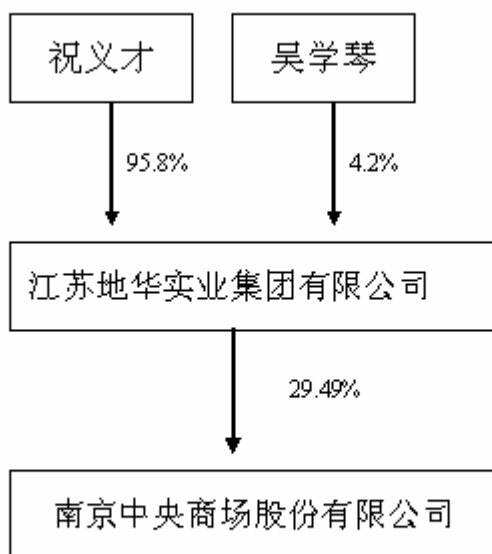 祝义才
吴学琴
95.8%
4.2%
江苏地华实业集团有限公司
29.49%
南京中央商场股份有限公司